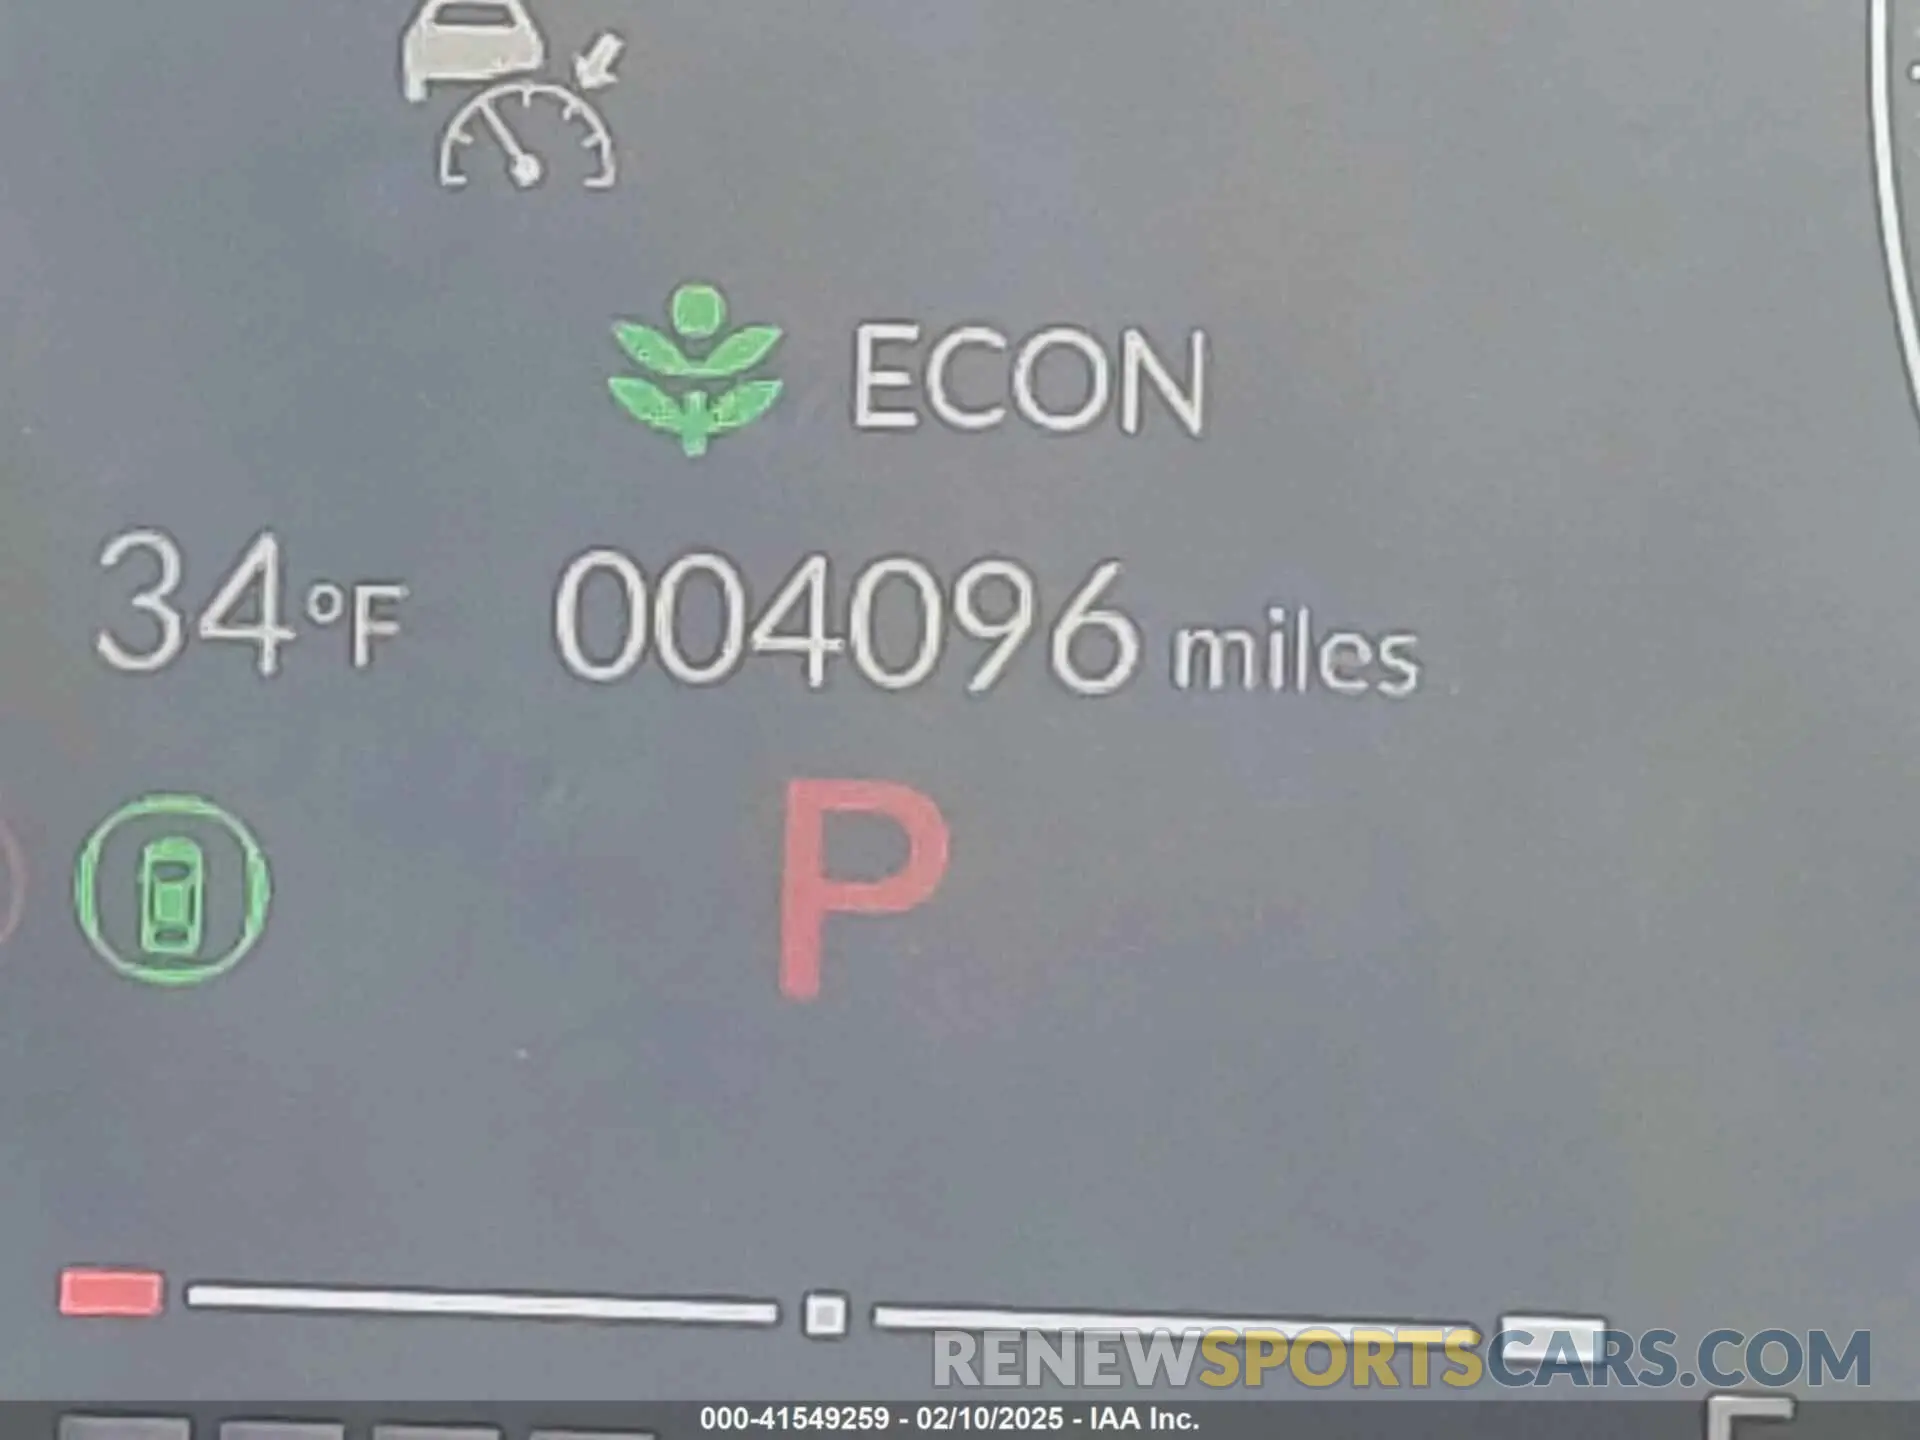 ECON
34°F 004096 miles
P
RENEWSPORTSCARS.COM
000-41549259 - 02/10/2025 - IAA Inc.